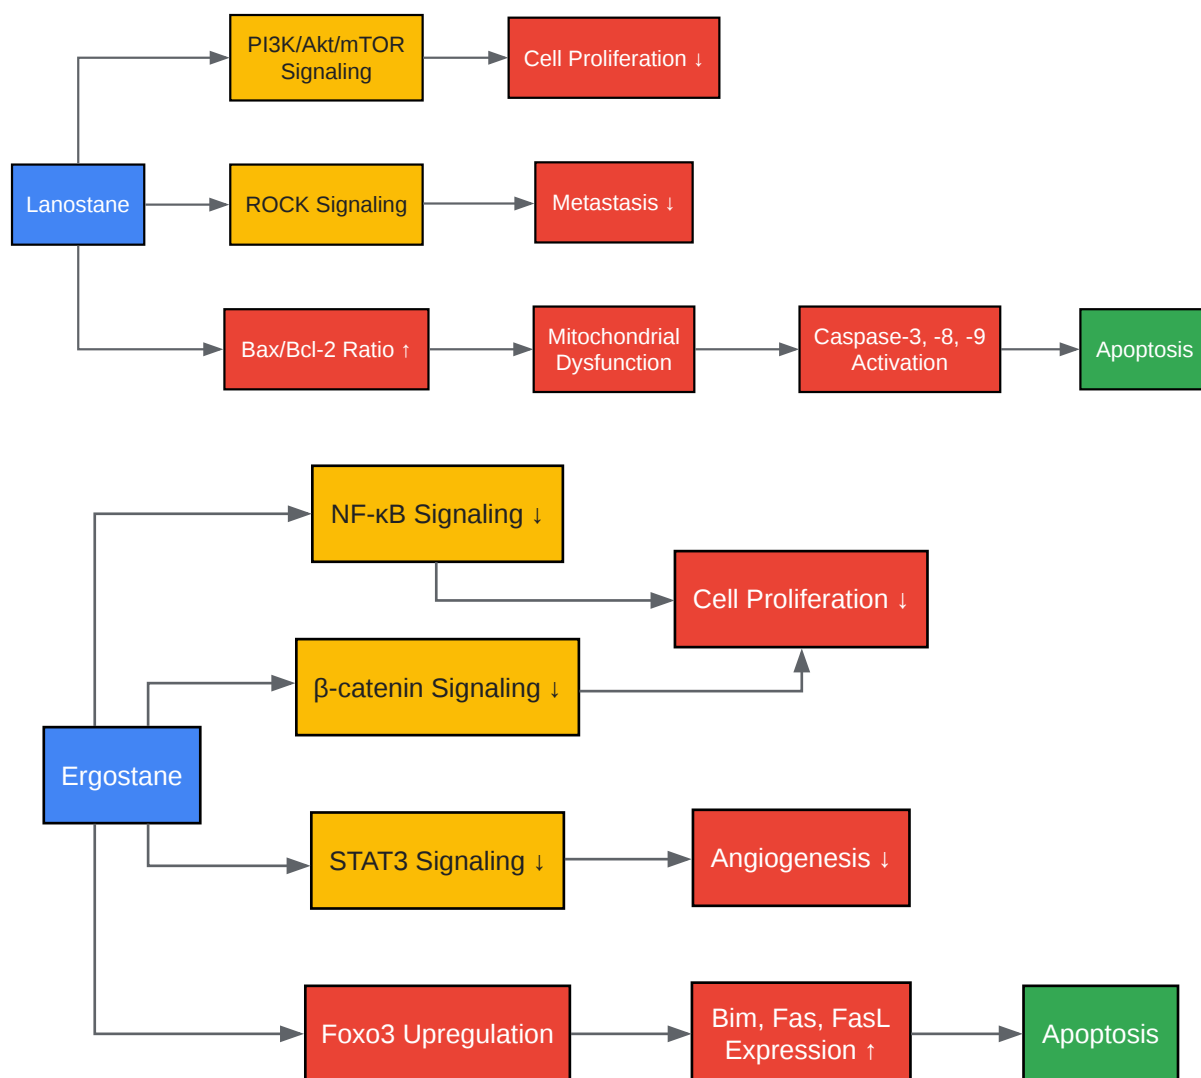 PI3K/Akt/mTOR
Signaling
Cell Proliferation ↓
Lanostane
ROCK Signaling
Metastasis ↓
Bax/Bcl-2 Ratio ↑
Mitochondrial
Dysfunction
Caspase-3, -8, -9
Activation
Apoptosis
NF-κB Signaling ↓
Cell Proliferation ↓
β-catenin Signaling ↓
Ergostane
STAT3 Signaling ↓
Angiogenesis ↓
Foxo3 Upregulation
Bim, Fas, FasL
Expression ↑
Apoptosis